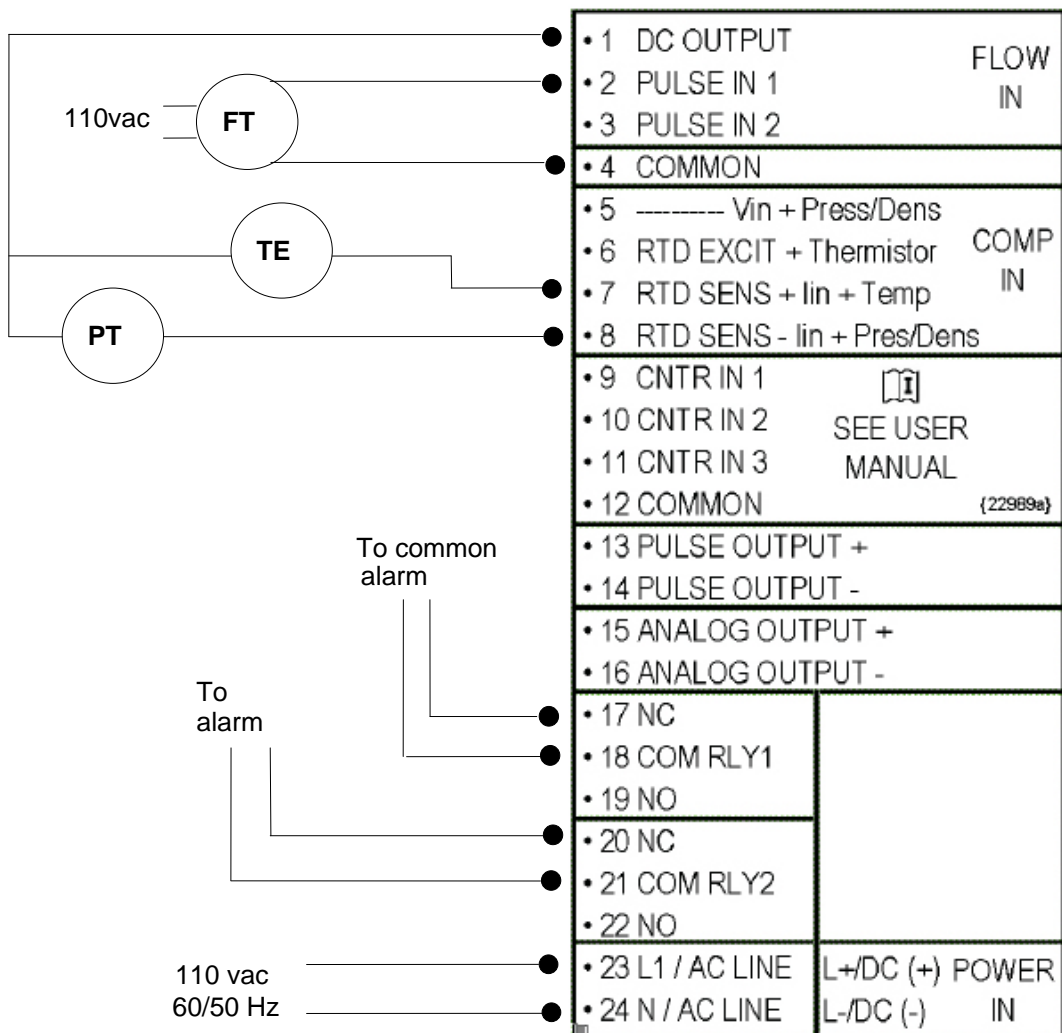 • 1 DC OUTPUT
• 2 PULSE IN 1
• 3 PULSE IN 2
FLOW
IN
110vac
FT
• 4 COMMON
• 5 ---------- Vin + Press/Dens
• 6 RTD EXCIT + Thermistor
• 7 RTD SENS + Iin + Temp
• 8 RTD SENS - Iin + Pres/Dens
COMP
IN
TE
PT
• 9 CNTR IN 1
• 10 CNTR IN 2
• 11 CNTR IN 3
• 12 COMMON
SEE USER
MANUAL
{22989a}
• 13 PULSE OUTPUT +
• 14 PULSE OUTPUT -
• 15 ANALOG OUTPUT +
• 16 ANALOG OUTPUT -
To common
alarm
• 17 NC
• 18 COM RLY1
• 19 NO
To
alarm
• 20 NC
• 21 COM RLY2
• 22 NO
• 23 L1 / AC LINE L+/DC (+)
• 24 N / AC LINE L-/DC (-)
POWER
IN
110 vac
60/50 Hz